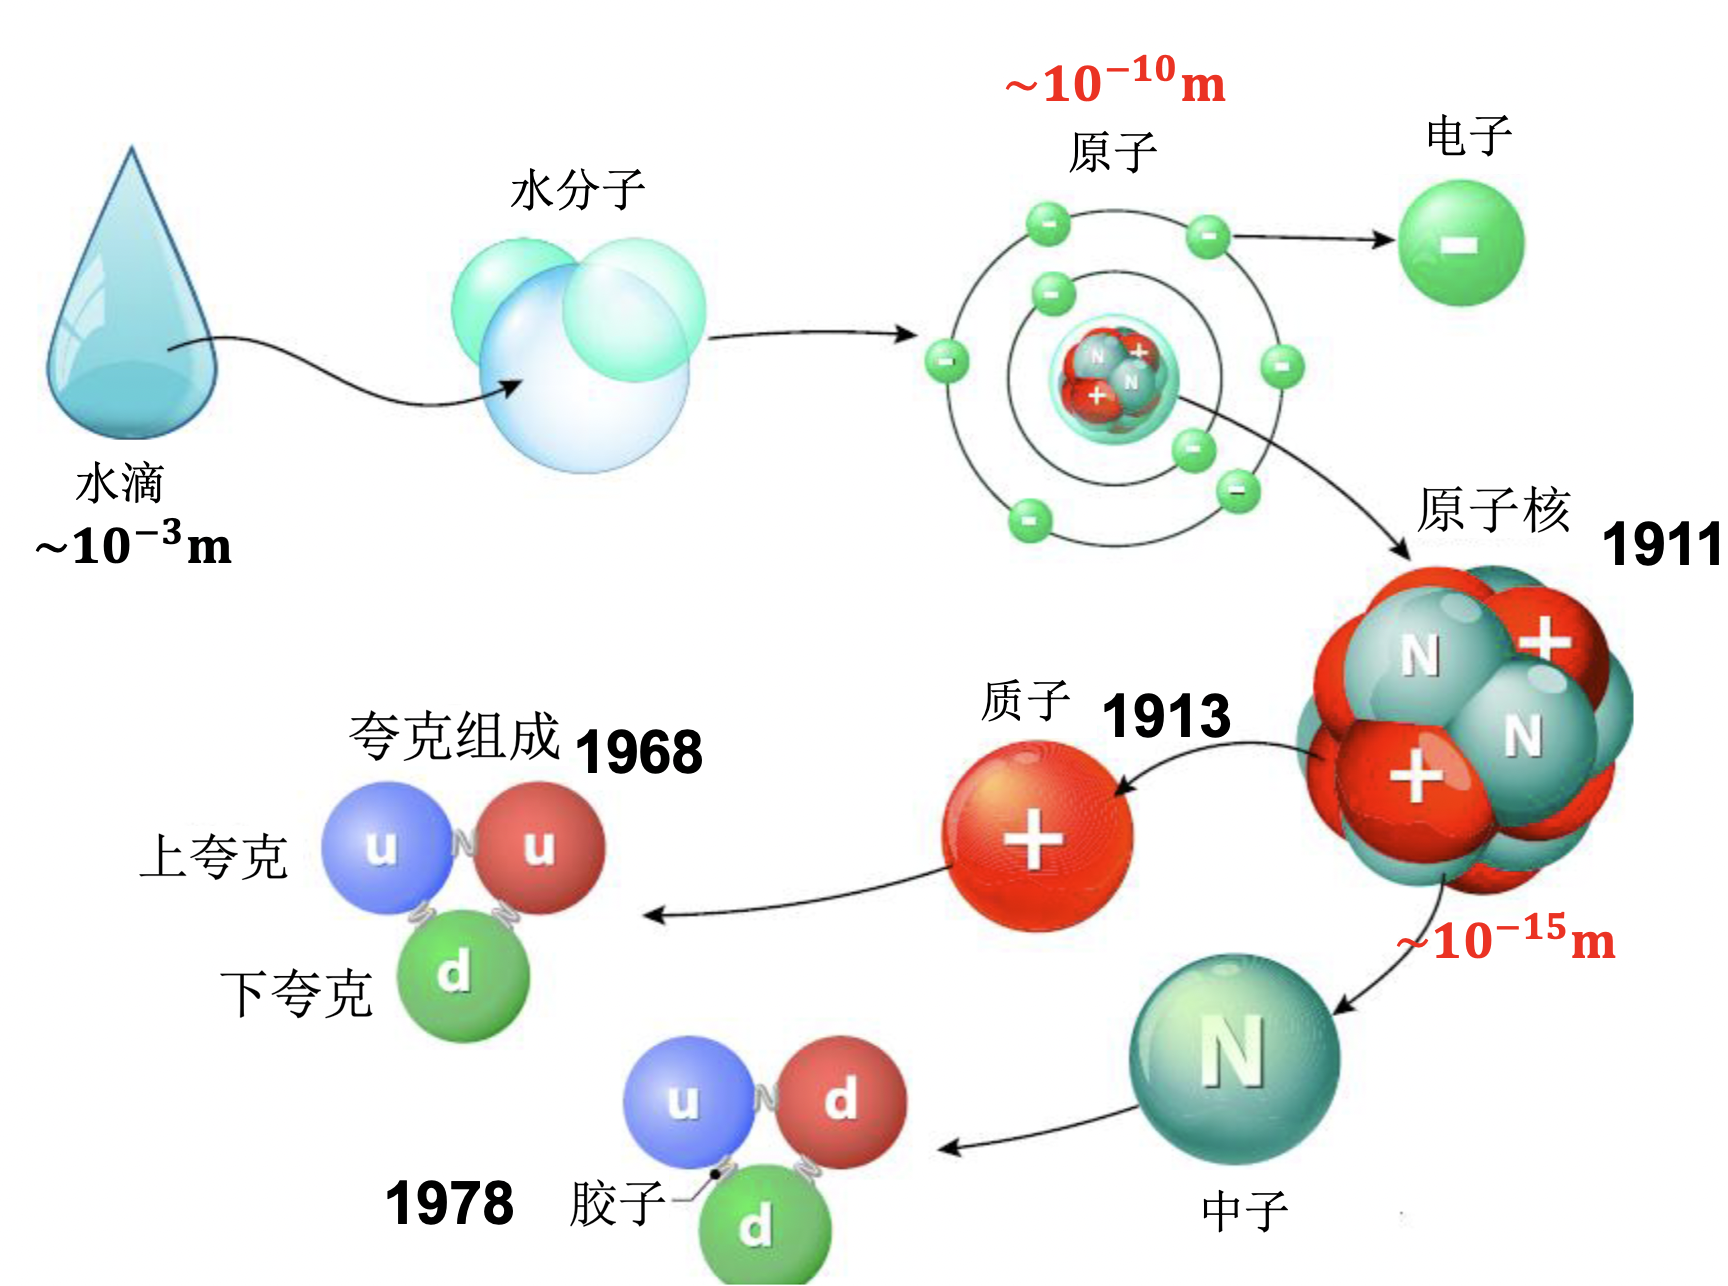 ~10⁻¹⁰m
原子
电子
-
水分子
-
-
-
N
+
-
-
N
+
-
-
-
水滴
~10⁻³m
原子核
1911
N
+
N
+
质子
1913
+
夸克组成
1968
上夸克
u
N
u
下夸克
d
~10⁻¹⁵m
N
中子
u
N
d
1978
胶子
d